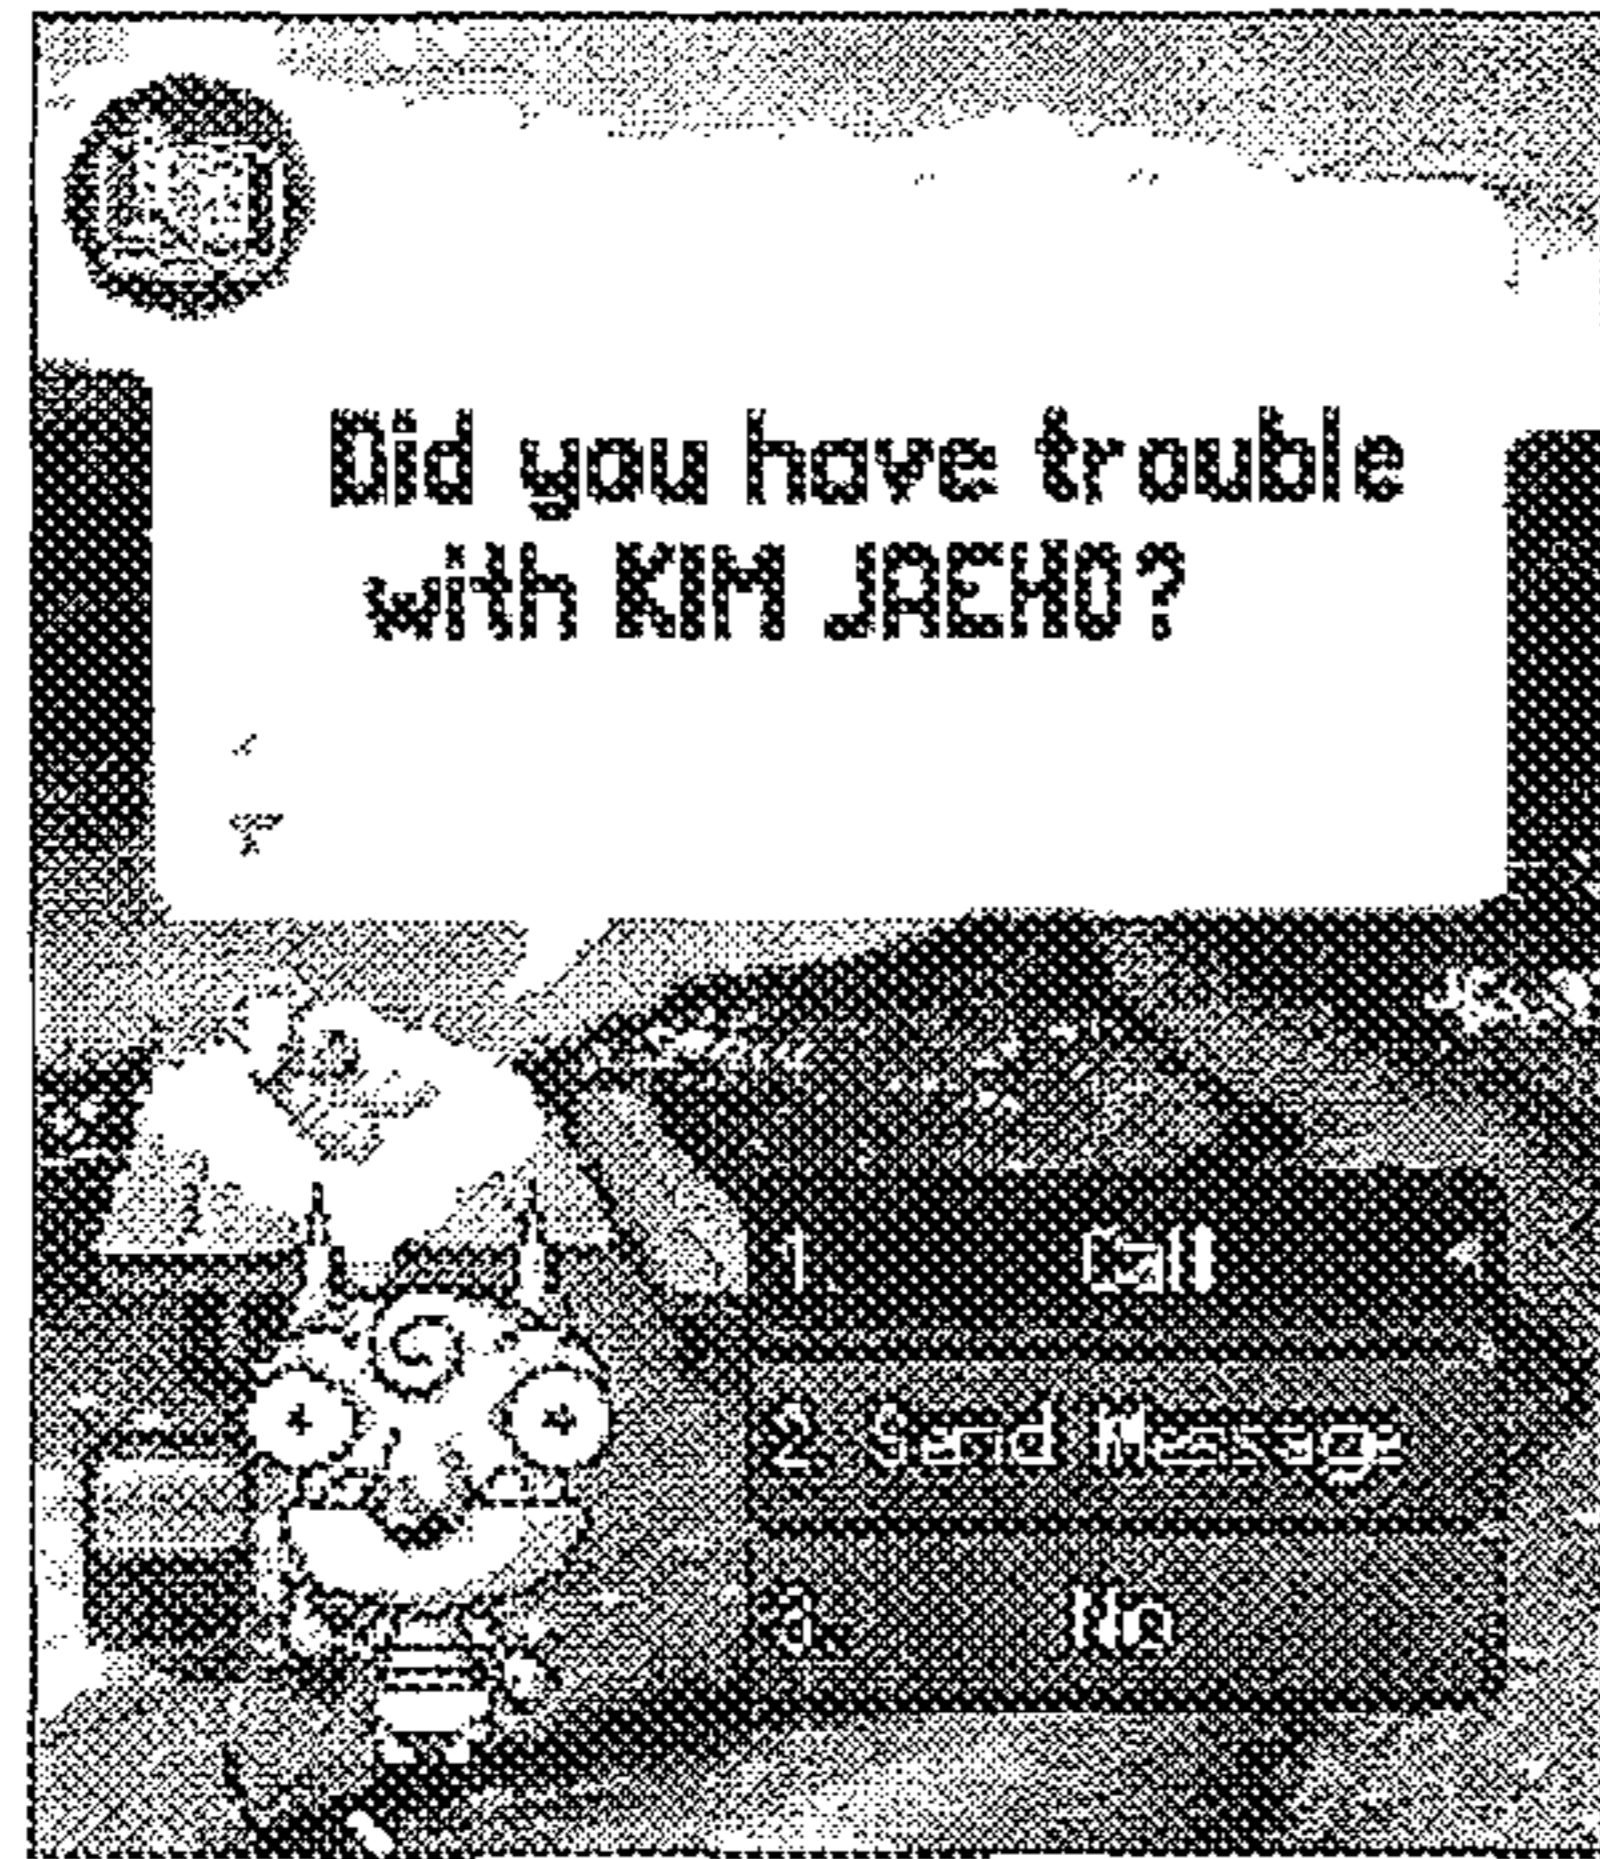 Did you have trouble
with KIM JAEHO?
1. Call
2. Send Message
3. No